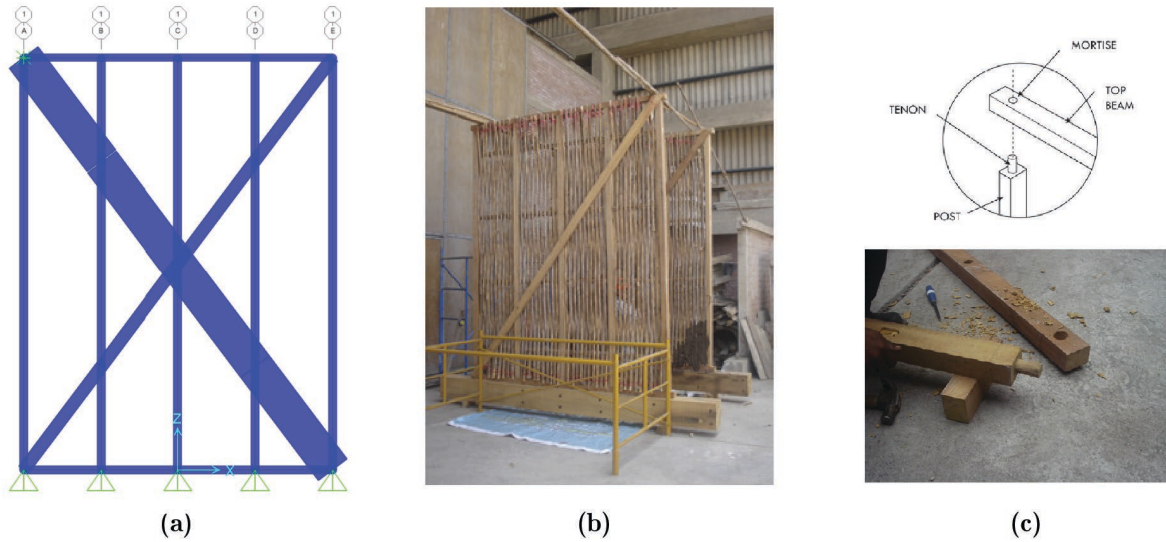 1 1 1 1 1
A B C D E
Z
X
(a)
(b)
MORTISE
TOP
BEAM
TENON
POST
(c)